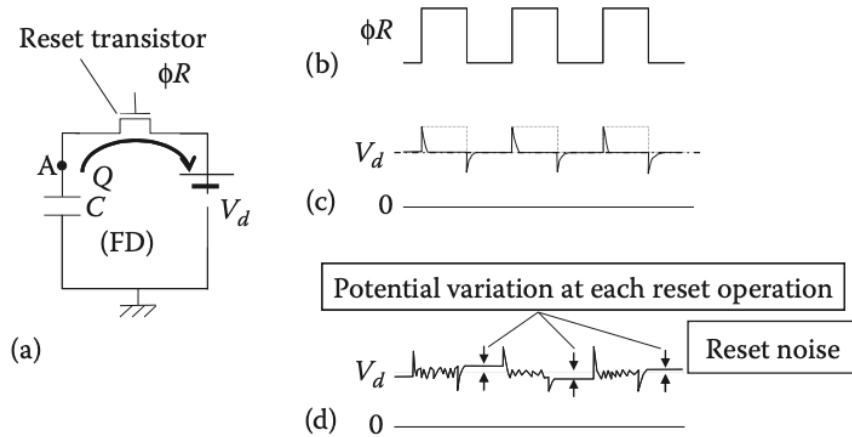 Reset transistor
ϕR
A
Q
C
V_d
(FD)
(a)
(b)
ϕR
V_d
(c)
0
Potential variation at each reset operation
Reset noise
V_d
(d)
0